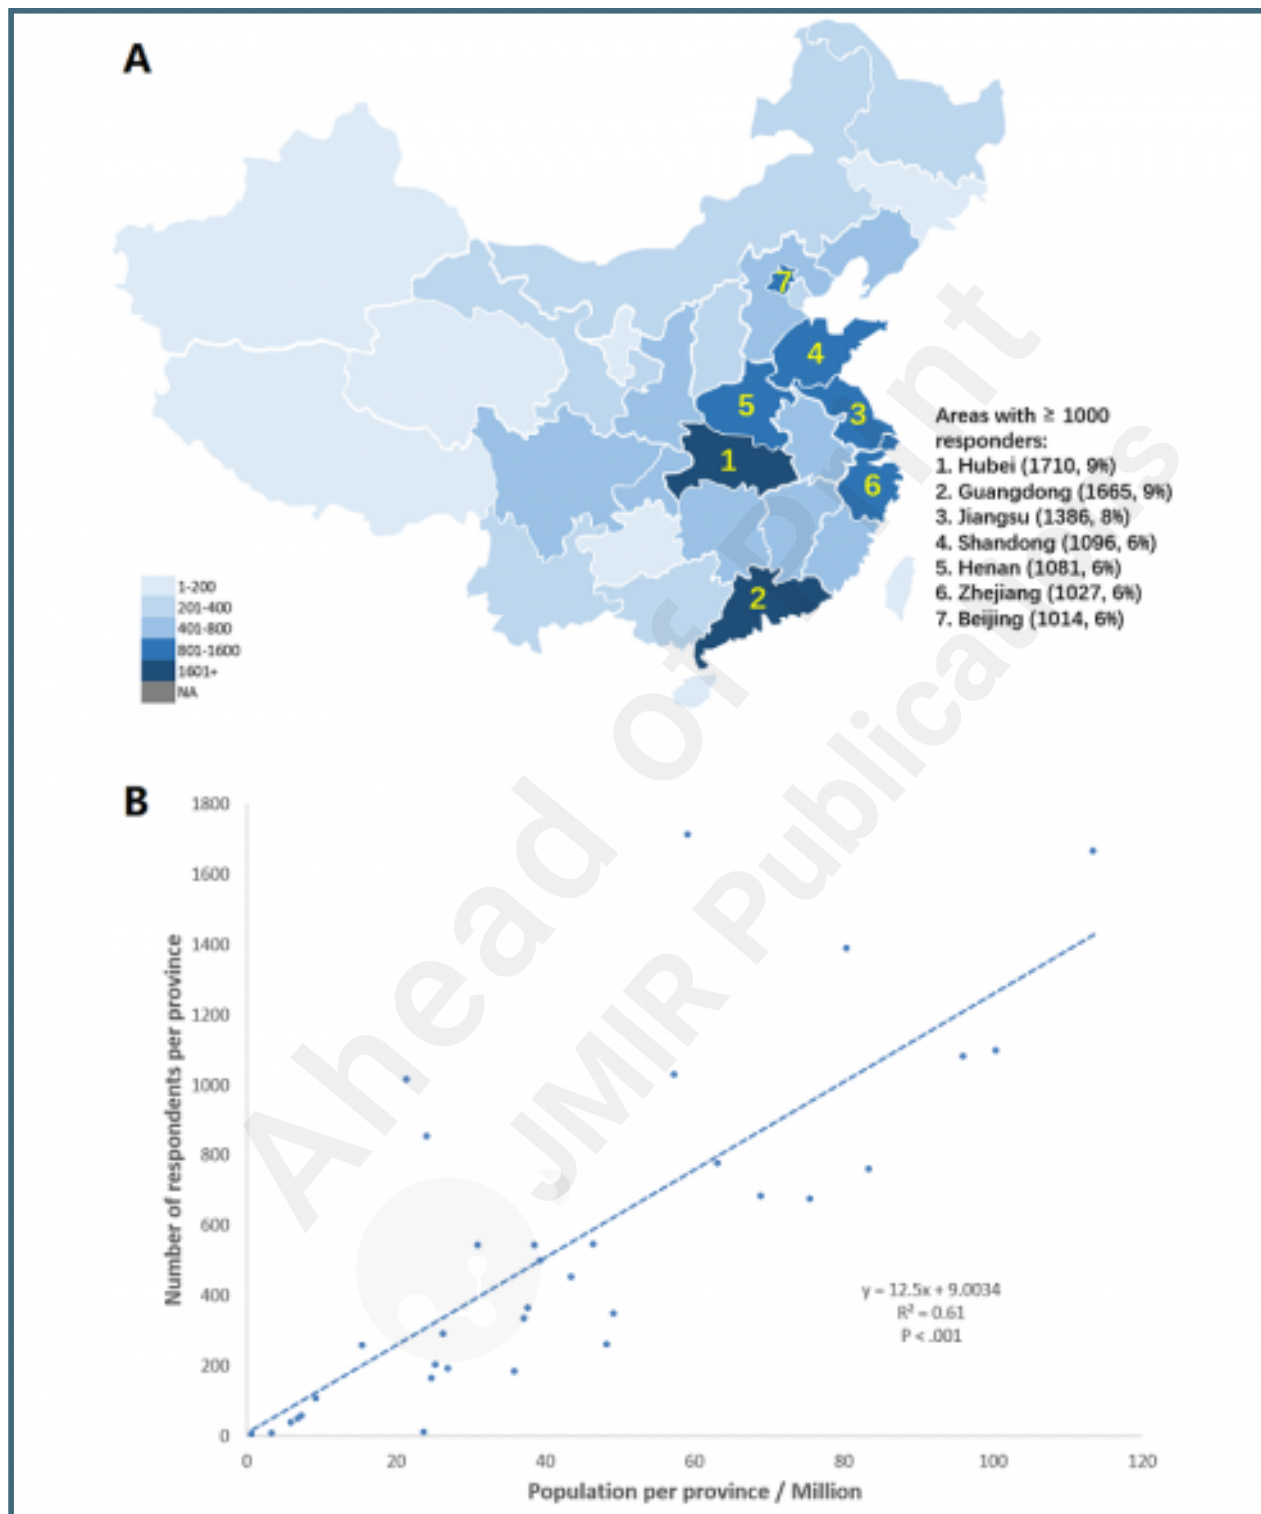 A
7
4
5
3
1
6
2
Areas with ≥ 1000
responders:
1. Hubei (1710, 9%)
2. Guangdong (1665, 9%)
3. Jiangsu (1386, 8%)
4. Shandong (1096, 6%)
5. Henan (1081, 6%)
6. Zhejiang (1027, 6%)
7. Beijing (1014, 6%)
1-200
201-400
401-800
801-1600
1601+
NA
B
1800
1600
1400
1200
1000
800
600
400
200
0
Number of respondents per province
y = 12.5x + 9.0034
R² = 0.61
P < .001
0 20 40 60 80 100 120
Population per province / Million
Ahead of Print
JMIR Publications